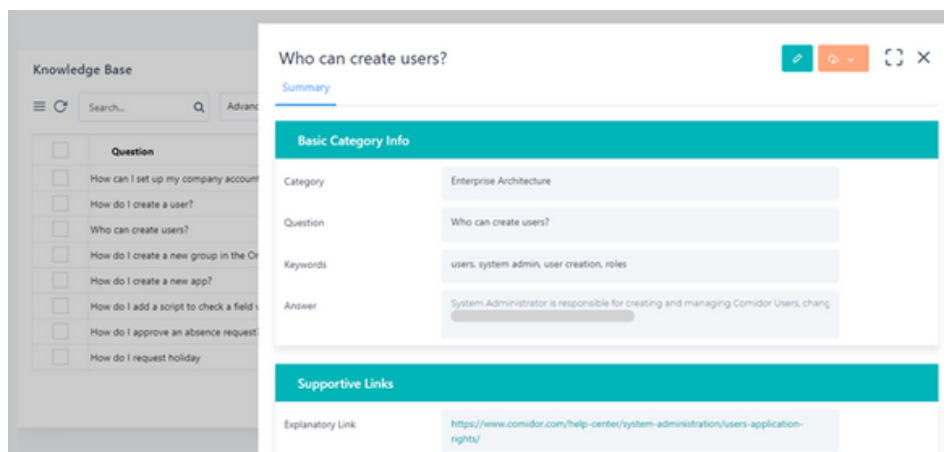 Knowledge Base
Search...
Advanc
Question
How can I set up my company account
How do I create a user?
Who can create users?
How do I create a new group in the Or
How do I create a new app?
How do I add a script to check a field v
How do I approve an absence request?
How do I request holiday
Who can create users?
Summary
Basic Category Info
Category
Enterprise Architecture
Question
Who can create users?
Keywords
users, system admin, user creation, roles
Answer
System Administrator is responsible for creating and managing Comidor Users, chang
Supportive Links
Explanatory Link
https://www.comidor.com/help-center/system-administration/users-application-
rights/